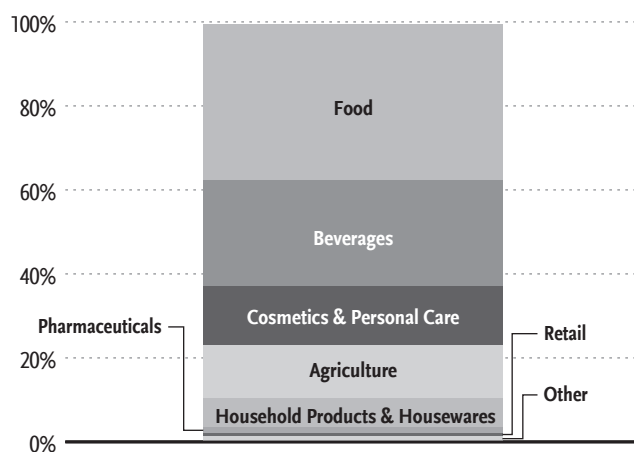 100%
Food
80%
60%
Beverages
40%
Cosmetics & Personal Care
Pharmaceuticals
Retail
20%
Agriculture
Other
Household Products & Housewares
0%